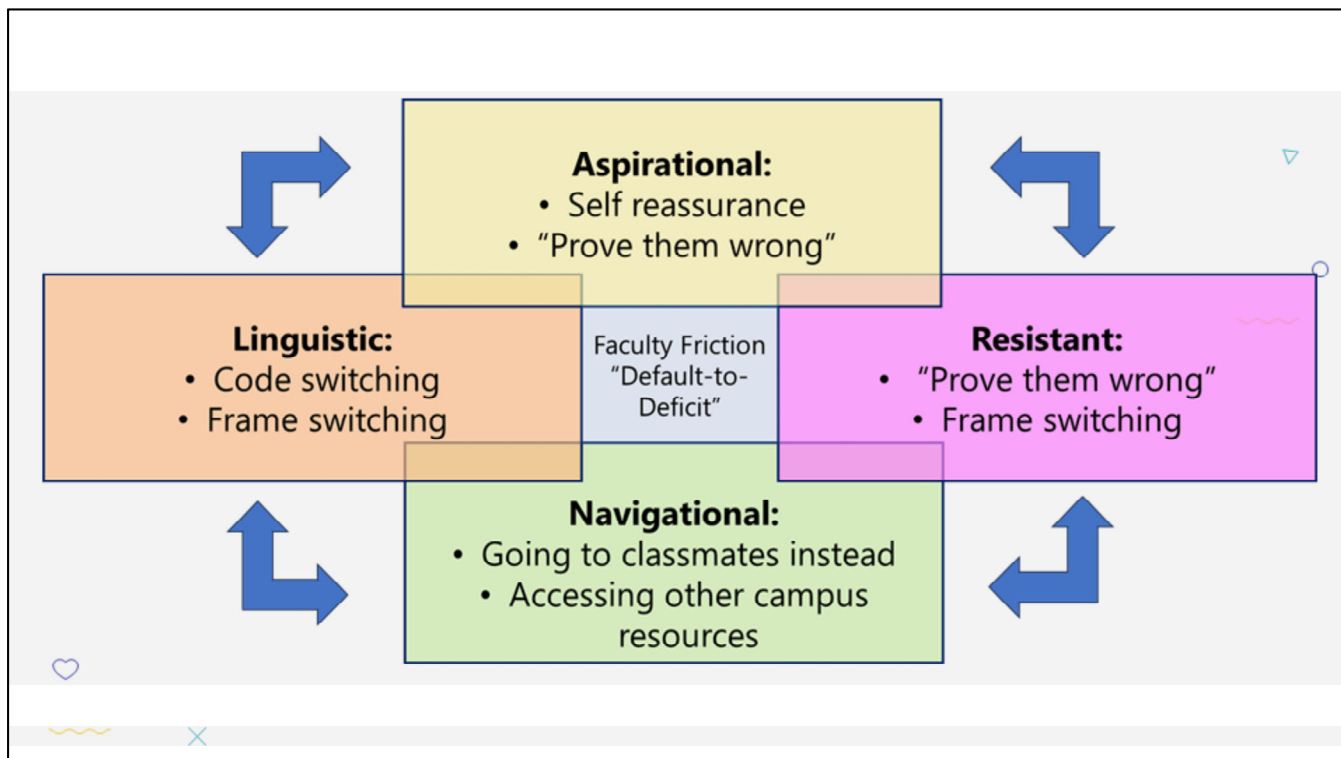 Aspirational:
• Self reassurance
• “Prove them wrong”
Linguistic:
• Code switching
• Frame switching
Faculty Friction
“Default-to-
Deficit”
Resistant:
• “Prove them wrong”
• Frame switching
Navigational:
• Going to classmates instead
• Accessing other campus
resources